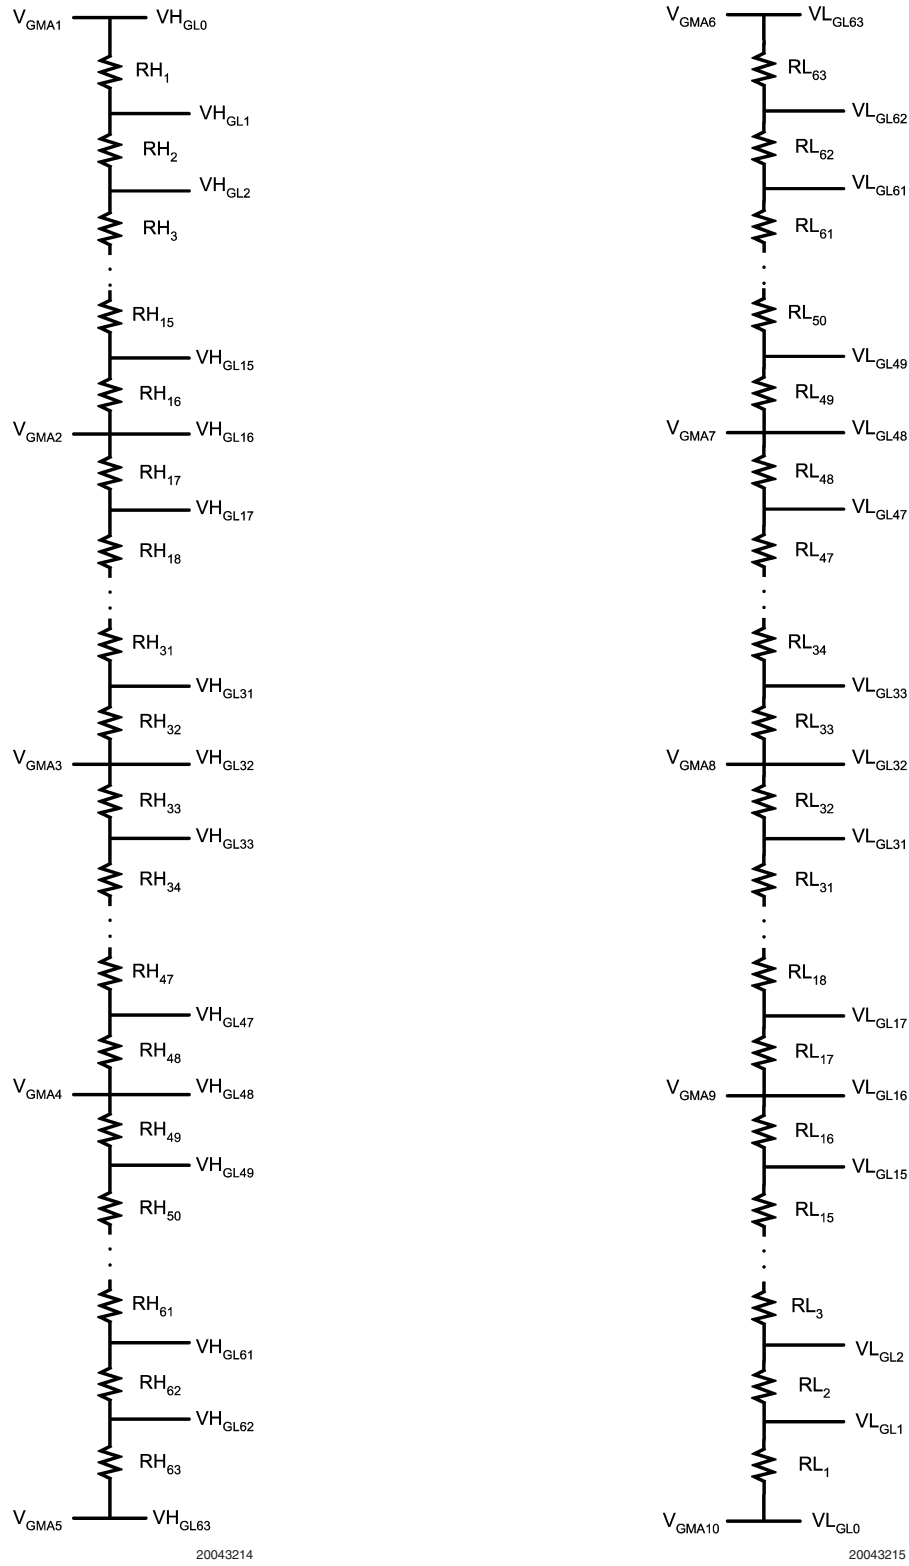 VGMA1 VHGL0
RH1
VHGL1
RH2
VHGL2
RH3
RH15
VHGL15
RH16
VGMA2 VHGL16
RH17
VHGL17
RH18
RH31
VHGL31
RH32
VGMA3 VHGL32
RH33
VHGL33
RH34
RH47
VHGL47
RH48
VGMA4 VHGL48
RH49
VHGL49
RH50
RH61
VHGL61
RH62
VHGL62
RH63
VGMA5 VHGL63
20043214
VGMA6 VLGL63
RL63
VLGL62
RL62
VLGL61
RL61
RL50
VLGL49
RL49
VGMA7 VLGL48
RL48
VLGL47
RL47
RL34
VLGL33
RL33
VGMA8 VLGL32
RL32
VLGL31
RL31
RL18
VLGL17
RL17
VGMA9 VLGL16
RL16
VLGL15
RL15
RL3
VLGL2
RL2
VLGL1
RL1
VGMA10 VLGL0
20043215